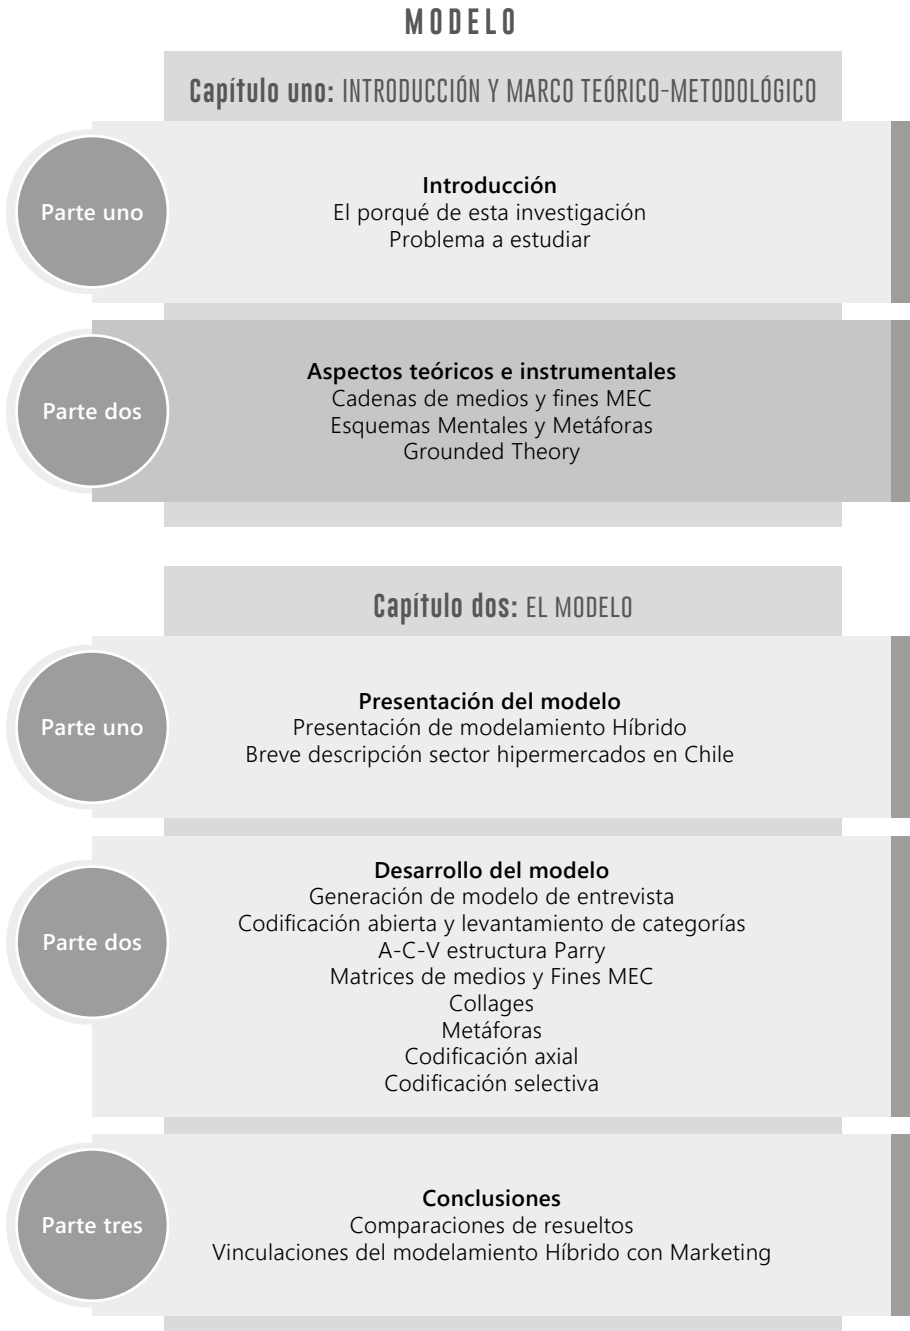 MODELO
Capítulo uno: INTRODUCCIÓN Y MARCO TEÓRICO-METODOLÓGICO
Parte uno
Introducción
El porqué de esta investigación
Problema a estudiar
Parte dos
Aspectos teóricos e instrumentales
Cadenas de medios y fines MEC
Esquemas Mentales y Metáforas
Grounded Theory
Capítulo dos: EL MODELO
Parte uno
Presentación del modelo
Presentación de modelamiento Híbrido
Breve descripción sector hipermercados en Chile
Parte dos
Desarrollo del modelo
Generación de modelo de entrevista
Codificación abierta y levantamiento de categorías
A-C-V estructura Parry
Matrices de medios y Fines MEC
Collages
Metáforas
Codificación axial
Codificación selectiva
Parte tres
Conclusiones
Comparaciones de resueltos
Vinculaciones del modelamiento Híbrido con Marketing